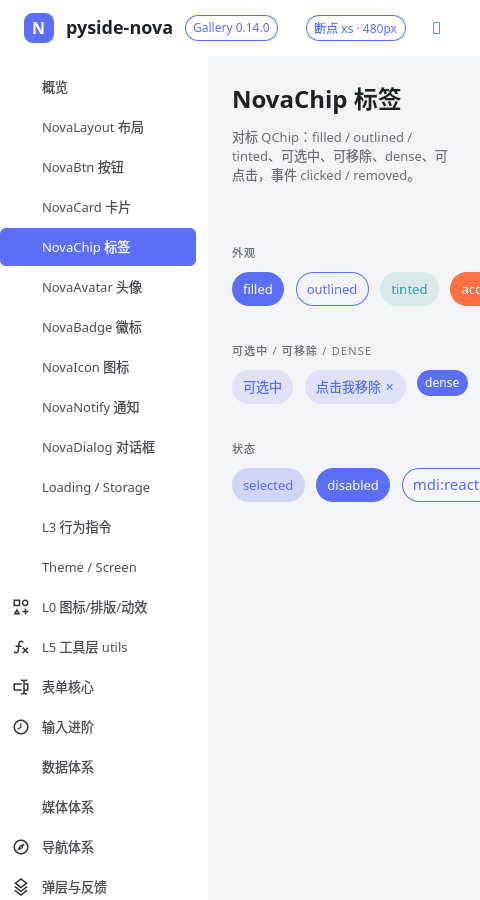 N pyside-nova Gallery 0.14.0 断点 xs · 480px
概览
NovaLayout 布局
NovaBtn 按钮
NovaCard 卡片
NovaChip 标签
NovaAvatar 头像
NovaBadge 徽标
NovaIcon 图标
NovaNotify 通知
NovaDialog 对话框
Loading / Storage
L3 行为指令
Theme / Screen
L0 图标/排版/动效
L5 工具层 utils
表单核心
输入进阶
数据体系
媒体体系
导航体系
弹层与反馈
NovaChip 标签
对标 QChip：filled / outlined /
tinted、可选中、可移除、dense、可
点击，事件 clicked / removed。
外观
filled outlined tinted acc
可选中 / 可移除 / DENSE
可选中 点击我移除 × dense
状态
selected disabled mdi:react